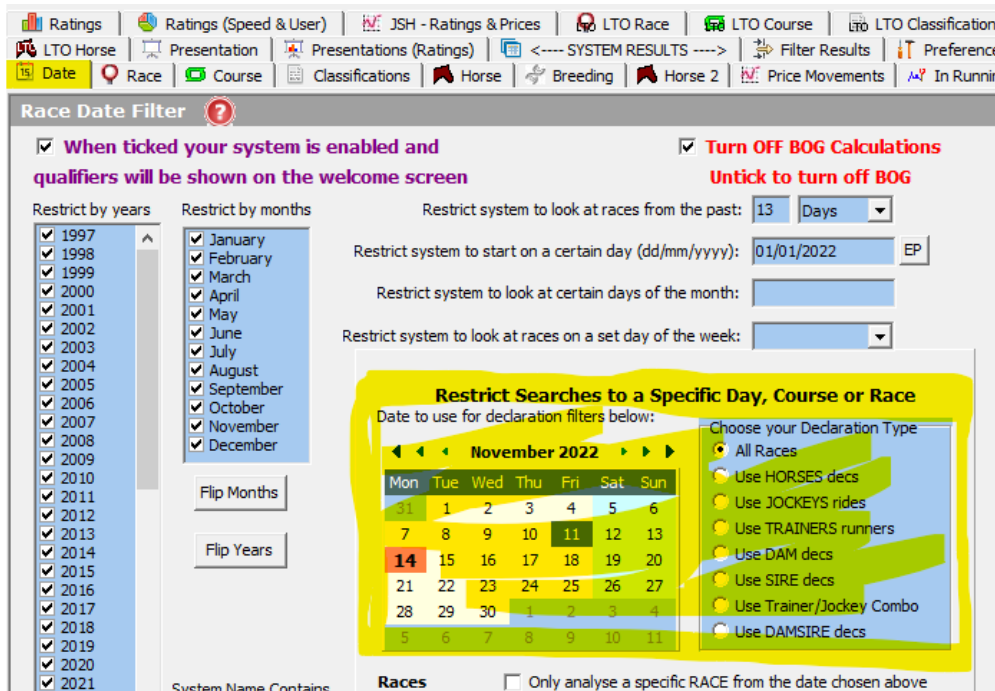 Ratings Ratings (Speed & User) JSH - Ratings & Prices LTO Race LTO Course LTO Classification
LTO Horse Presentation Presentations (Ratings) <---- SYSTEM RESULTS ----> Filter Results Preference
15 Date Race Course Classifications Horse Breeding Horse 2 Price Movements In Runnin
Race Date Filter ?
When ticked your system is enabled and
qualifiers will be shown on the welcome screen
Turn OFF BOG Calculations
Untick to turn off BOG
Restrict by years
1997
1998
1999
2000
2001
2002
2003
2004
2005
2006
2007
2008
2009
2010
2011
2012
2013
2014
2015
2016
2017
2018
2019
2020
2021
Restrict by months
January
February
March
April
May
June
July
August
September
October
November
December
Flip Months
Flip Years
System Name Contains
Restrict system to look at races from the past: 13 Days
Restrict system to start on a certain day (dd/mm/yyyy): 01/01/2022 EP
Restrict system to look at certain days of the month:
Restrict system to look at races on a set day of the week:
Restrict Searches to a Specific Day, Course or Race
Date to use for declaration filters below:
November 2022
Mon Tue Wed Thu Fri Sat Sun
31 1 2 3 4 5 6
7 8 9 10 11 12 13
14 15 16 17 18 19 20
21 22 23 24 25 26 27
28 29 30 1 2 3 4
5 6 7 8 9 10 11
Choose your Declaration Type
All Races
Use HORSES decs
Use JOCKEYS rides
Use TRAINERS runners
Use DAM decs
Use SIRE decs
Use Trainer/Jockey Combo
Use DAMSIRE decs
Races Only analyse a specific RACE from the date chosen above